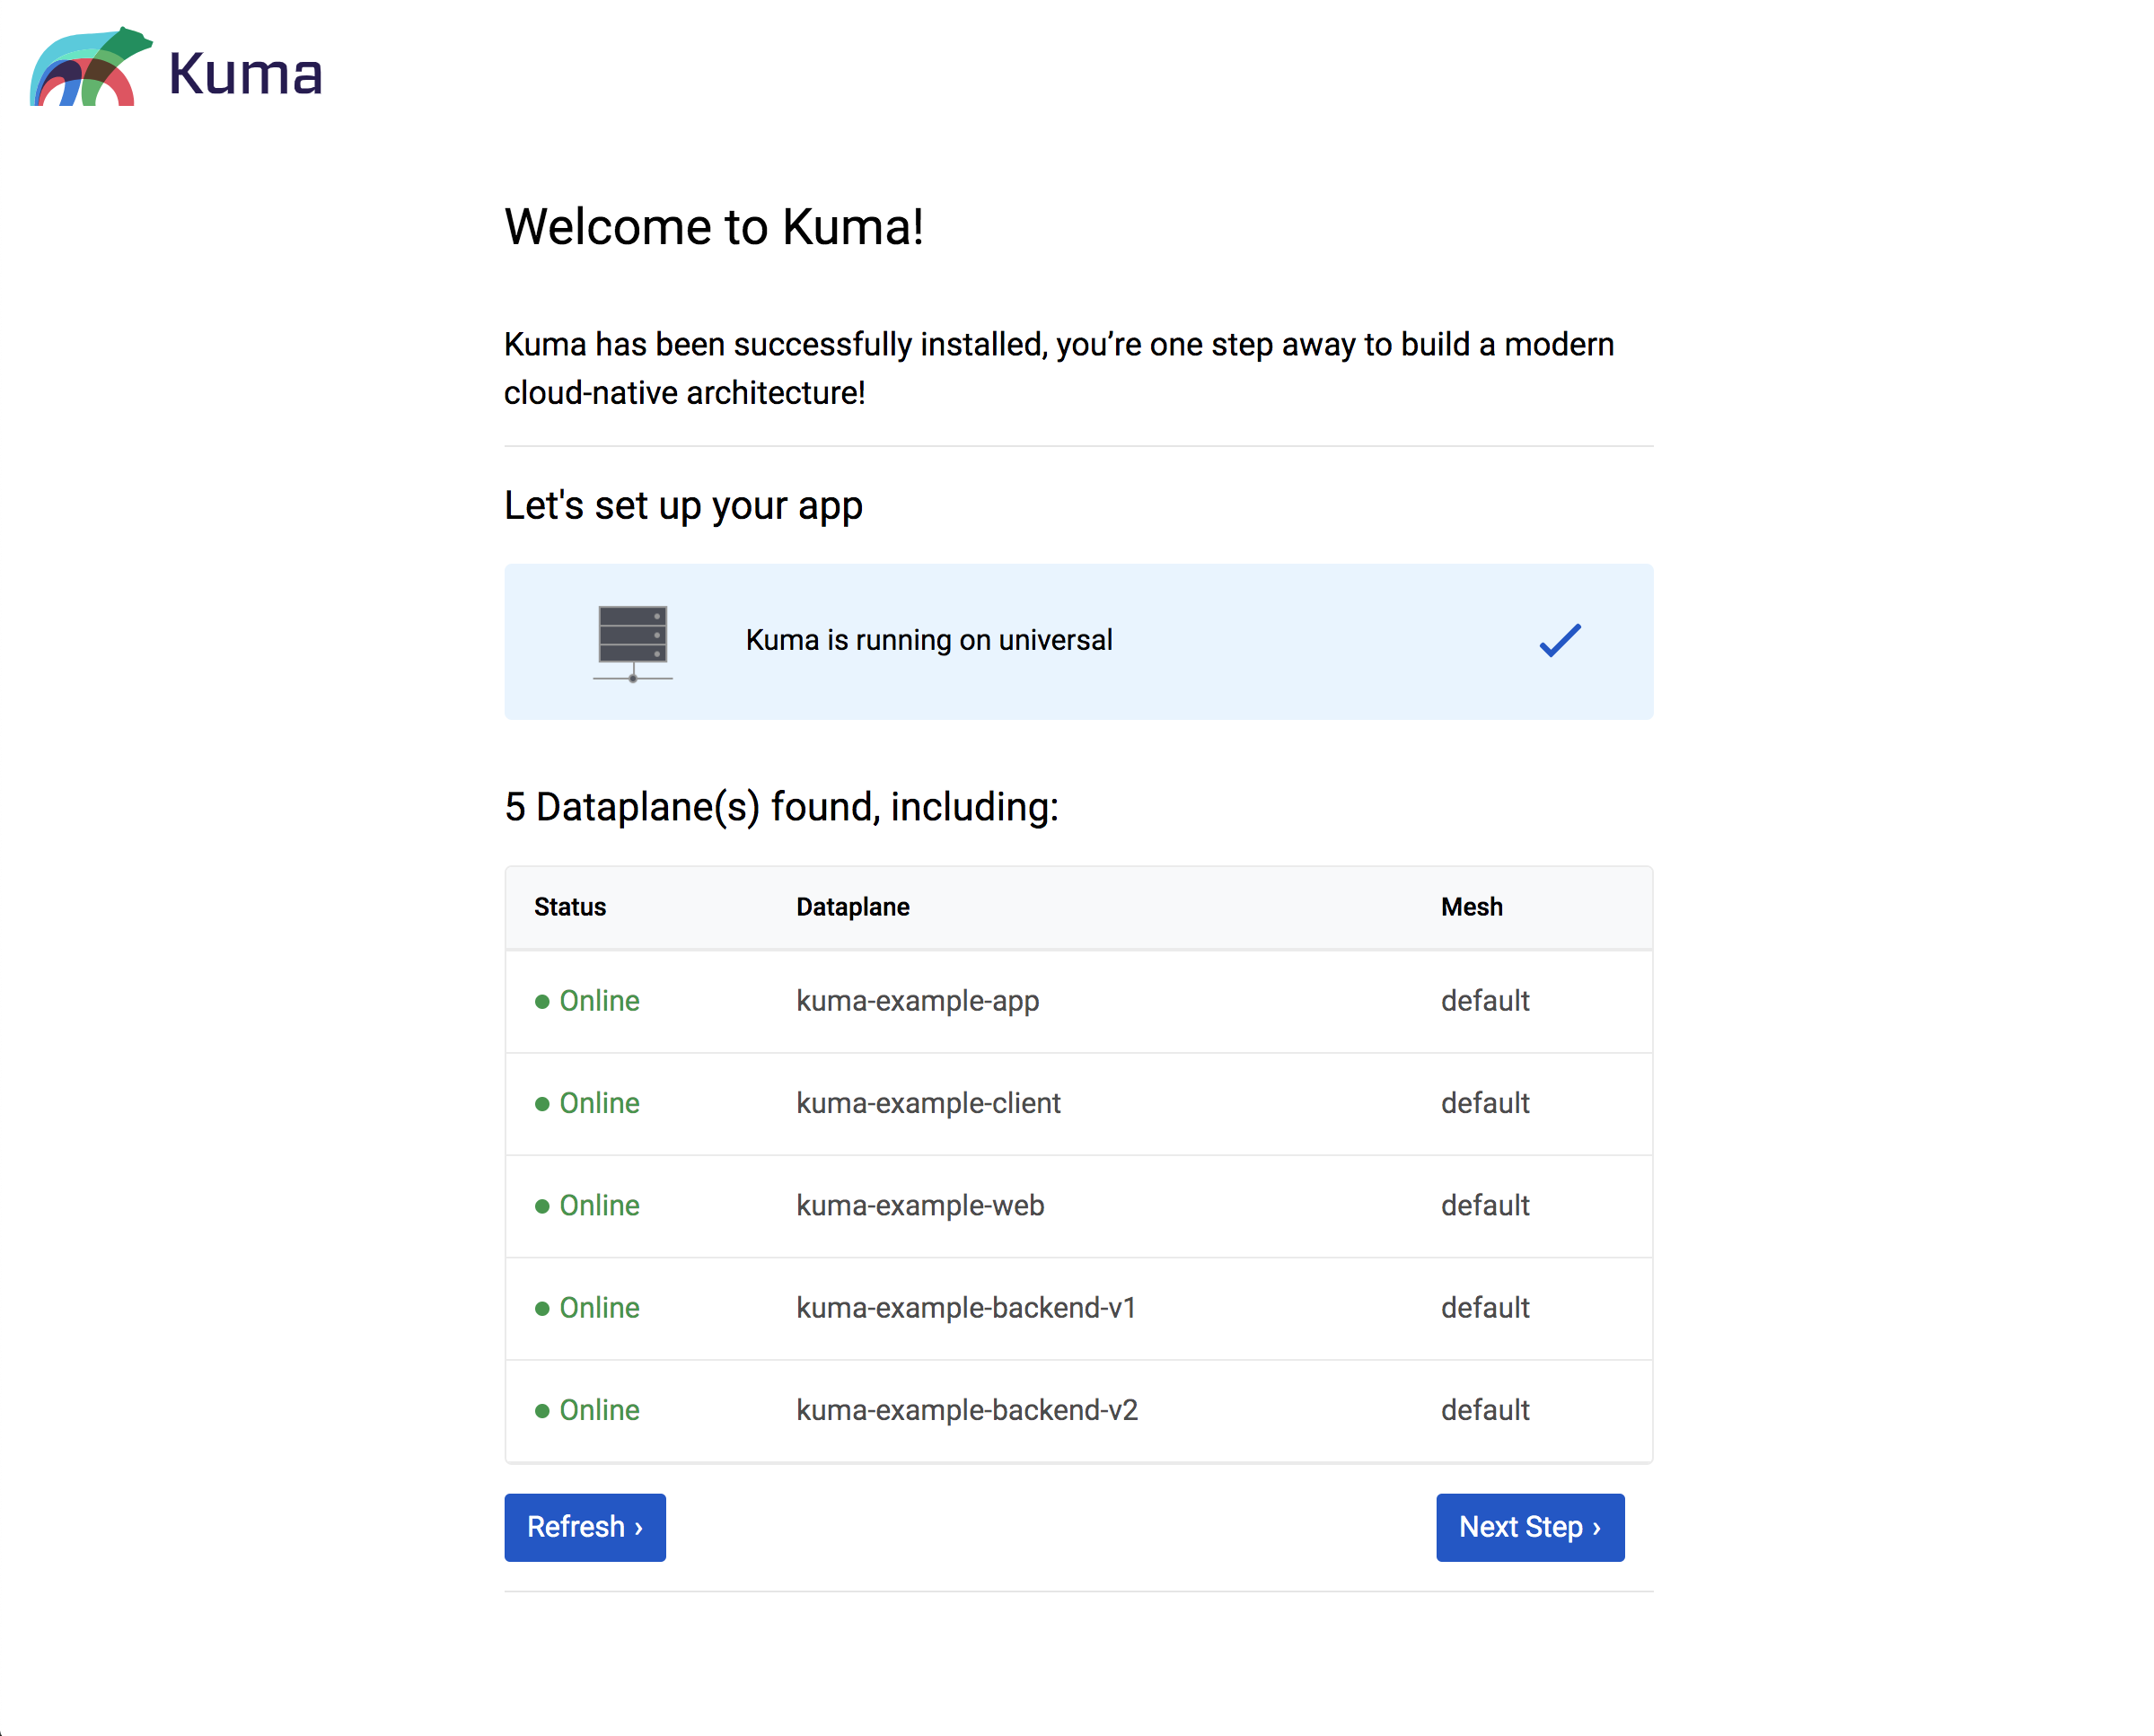 Kuma
Welcome to Kuma!
Kuma has been successfully installed, you’re one step away to build a modern
cloud-native architecture!
Let's set up your app
Kuma is running on universal
5 Dataplane(s) found, including:
Status Dataplane Mesh
Online kuma-example-app default
Online kuma-example-client default
Online kuma-example-web default
Online kuma-example-backend-v1 default
Online kuma-example-backend-v2 default
Refresh › Next Step ›